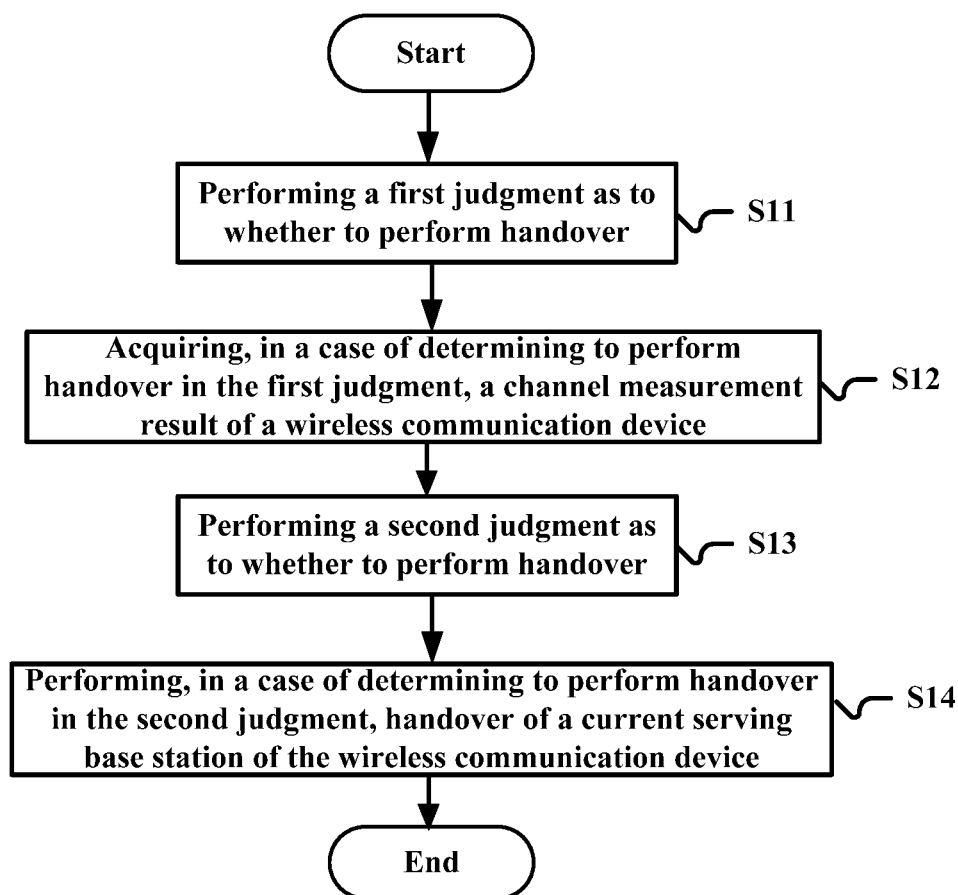 Start
Performing a first judgment as to
whether to perform handover
S11
Acquiring, in a case of determining to perform
handover in the first judgment, a channel measurement
result of a wireless communication device
S12
Performing a second judgment as
to whether to perform handover
S13
Performing, in a case of determining to perform handover
in the second judgment, handover of a current serving
base station of the wireless communication device
S14
End